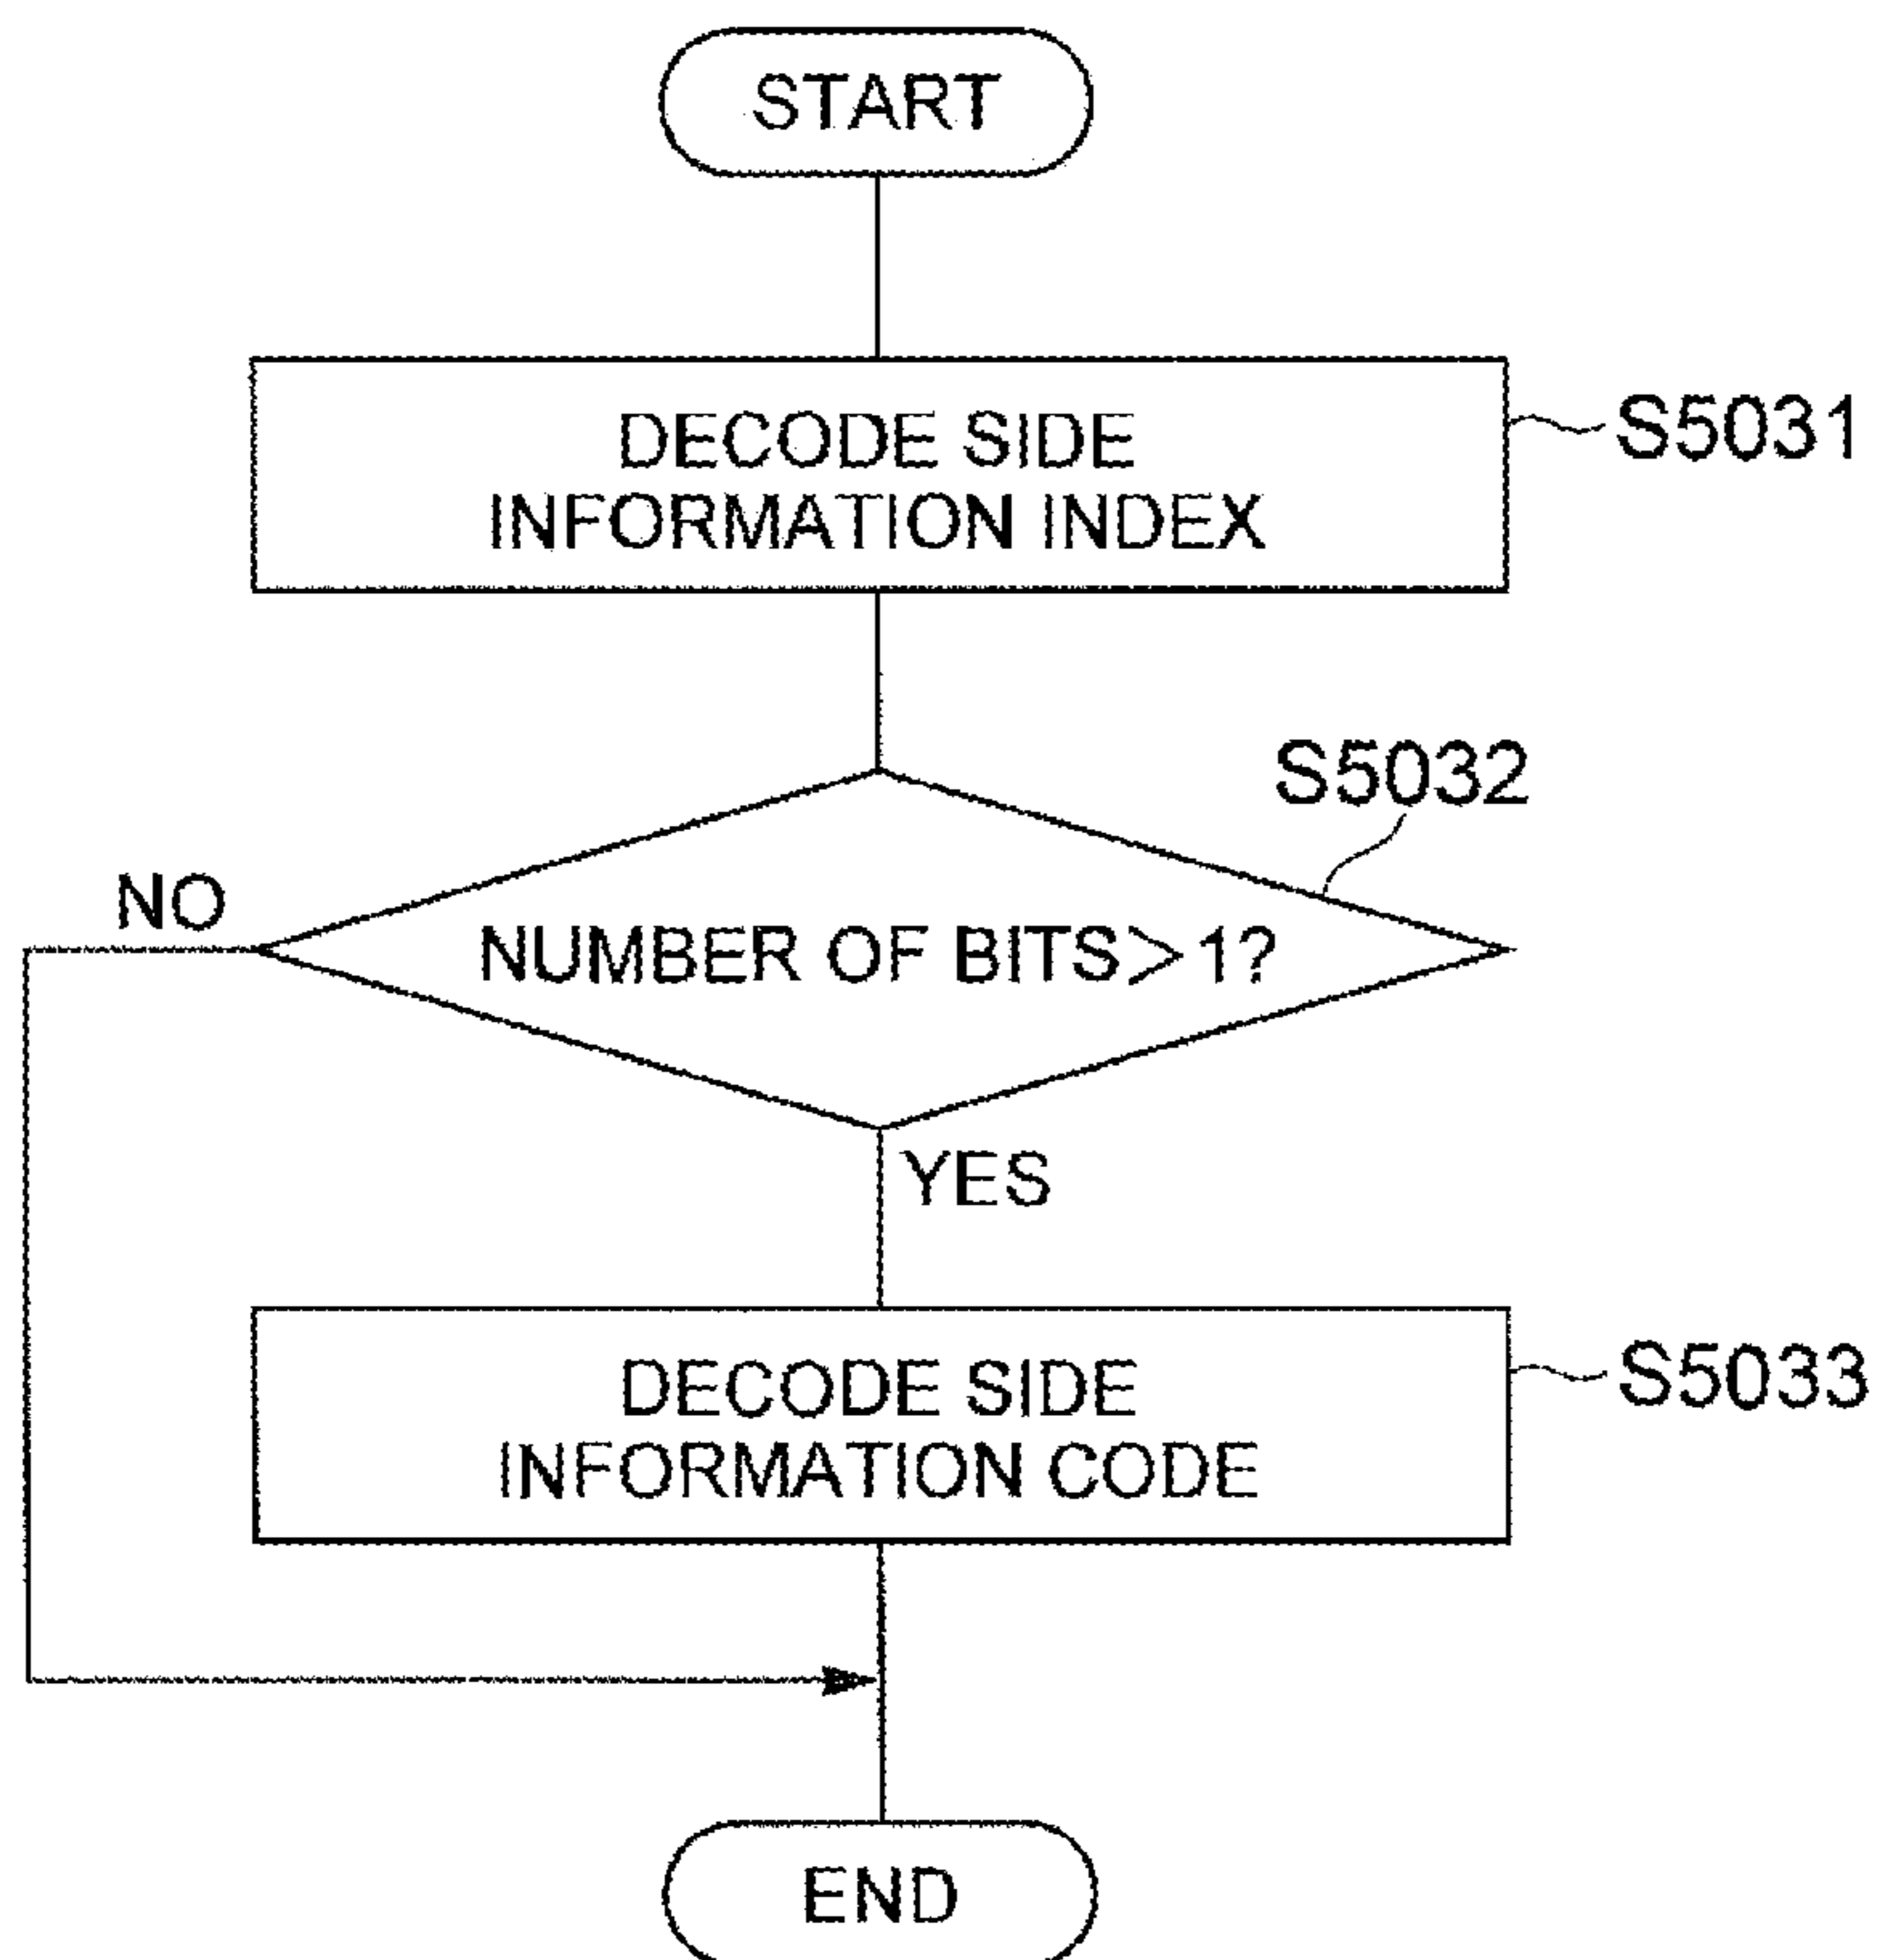 START
DECODE SIDE
INFORMATION INDEX
S5031
S5032
NO
NUMBER OF BITS>1?
YES
DECODE SIDE
INFORMATION CODE
S5033
END